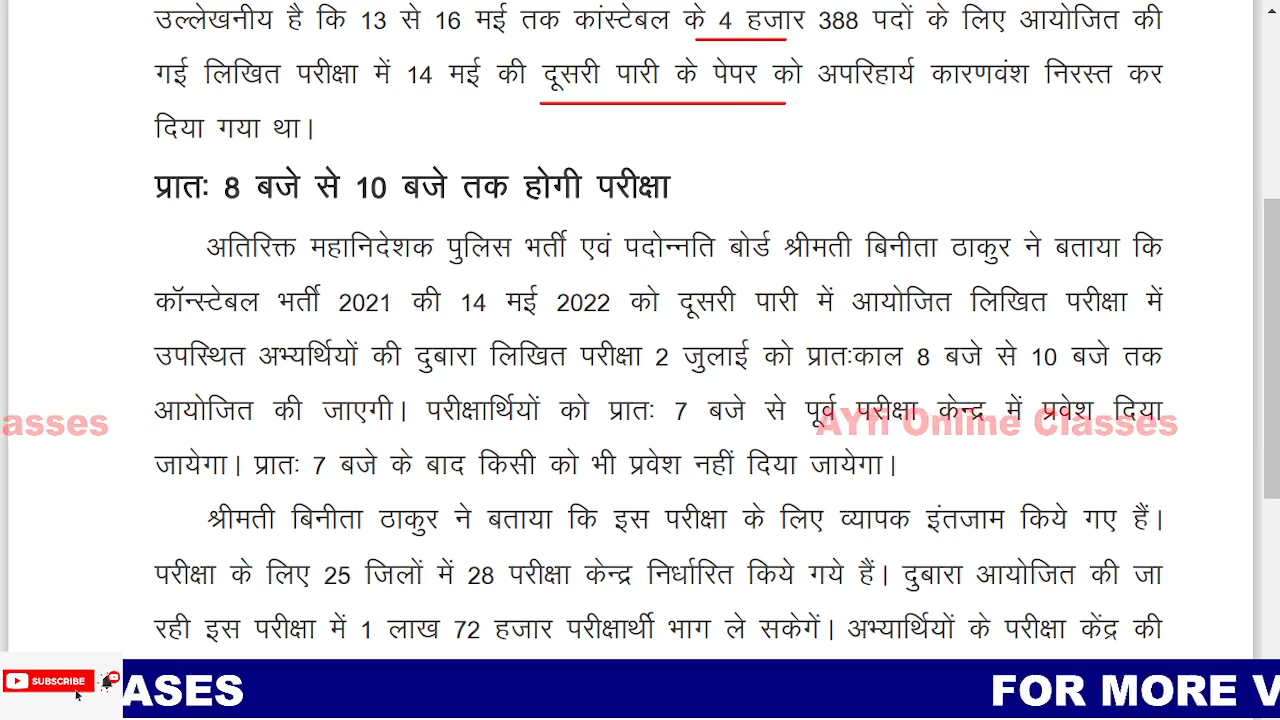 उल्लेखनीय है कि 13 से 16 मई तक कांस्टेबल के 4 हजार 388 पदों के लिए आयोजित की
गई लिखित परीक्षा में 14 मई की दूसरी पारी के पेपर को अपरिहार्य कारणवंश निरस्त कर
दिया गया था।
प्रातः 8 बजे से 10 बजे तक होगी परीक्षा
अतिरिक्त महानिदेशक पुलिस भर्ती एवं पदोन्नति बोर्ड श्रीमती बिनीता ठाकुर ने बताया कि
कॉन्स्टेबल भर्ती 2021 की 14 मई 2022 को दूसरी पारी में आयोजित लिखित परीक्षा में
उपस्थित अभ्यर्थियों की दुबारा लिखित परीक्षा 2 जुलाई को प्रातःकाल 8 बजे से 10 बजे तक
आयोजित की जाएगी। परीक्षार्थियों को प्रातः 7 बजे से पूर्व परीक्षा केन्द्र में प्रवेश दिया
asses AYn Online Classes
जायेगा। प्रातः 7 बजे के बाद किसी को भी प्रवेश नहीं दिया जायेगा।
श्रीमती बिनीता ठाकुर ने बताया कि इस परीक्षा के लिए व्यापक इंतजाम किये गए हैं।
परीक्षा के लिए 25 जिलों में 28 परीक्षा केन्द्र निर्धारित किये गये हैं। दुबारा आयोजित की जा
रही इस परीक्षा में 1 लाख 72 हजार परीक्षार्थी भाग ले सकेगें। अभ्यार्थियों के परीक्षा केंद्र की
SUBSCRIBE ASES FOR MORE V